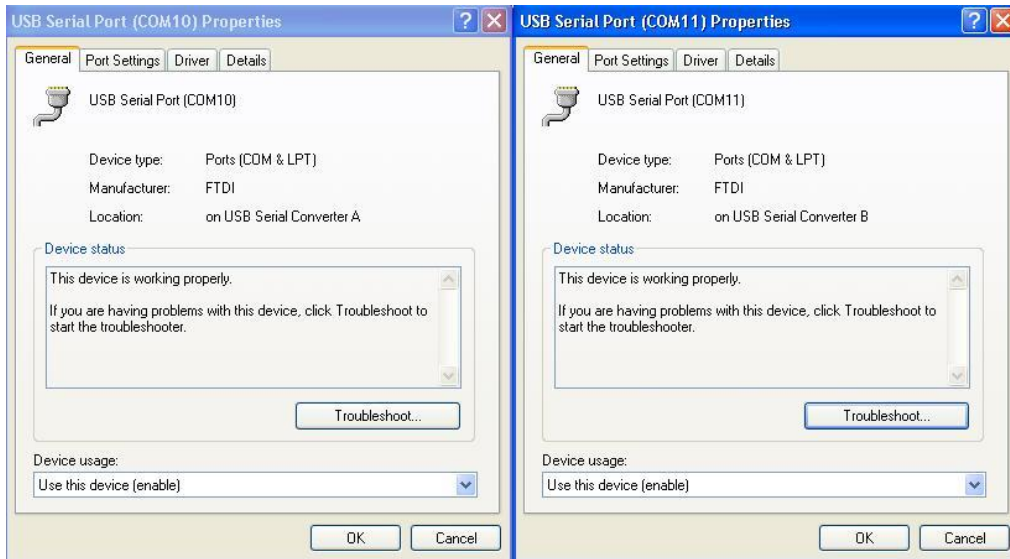 USB Serial Port (COM10) Properties
General Port Settings Driver Details
USB Serial Port (COM10)
Device type: Ports (COM & LPT)
Manufacturer: FTDI
Location: on USB Serial Converter A
Device status
This device is working properly.
If you are having problems with this device, click Troubleshoot to
start the troubleshooter.
Troubleshoot...
Device usage:
Use this device (enable)
OK Cancel
USB Serial Port (COM11) Properties
General Port Settings Driver Details
USB Serial Port (COM11)
Device type: Ports (COM & LPT)
Manufacturer: FTDI
Location: on USB Serial Converter B
Device status
This device is working properly.
If you are having problems with this device, click Troubleshoot to
start the troubleshooter.
Troubleshoot...
Device usage:
Use this device (enable)
OK Cancel